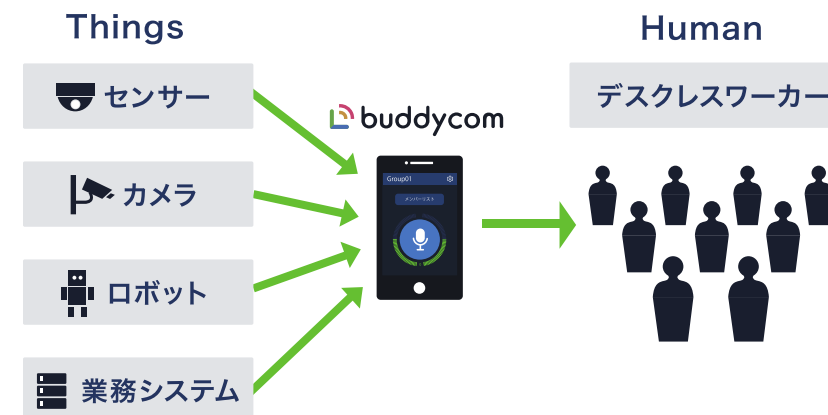 Things
Human
センサー
カメラ
ロボット
業務システム
buddycom
Group01
メンバーリスト
デスクレスワーカー